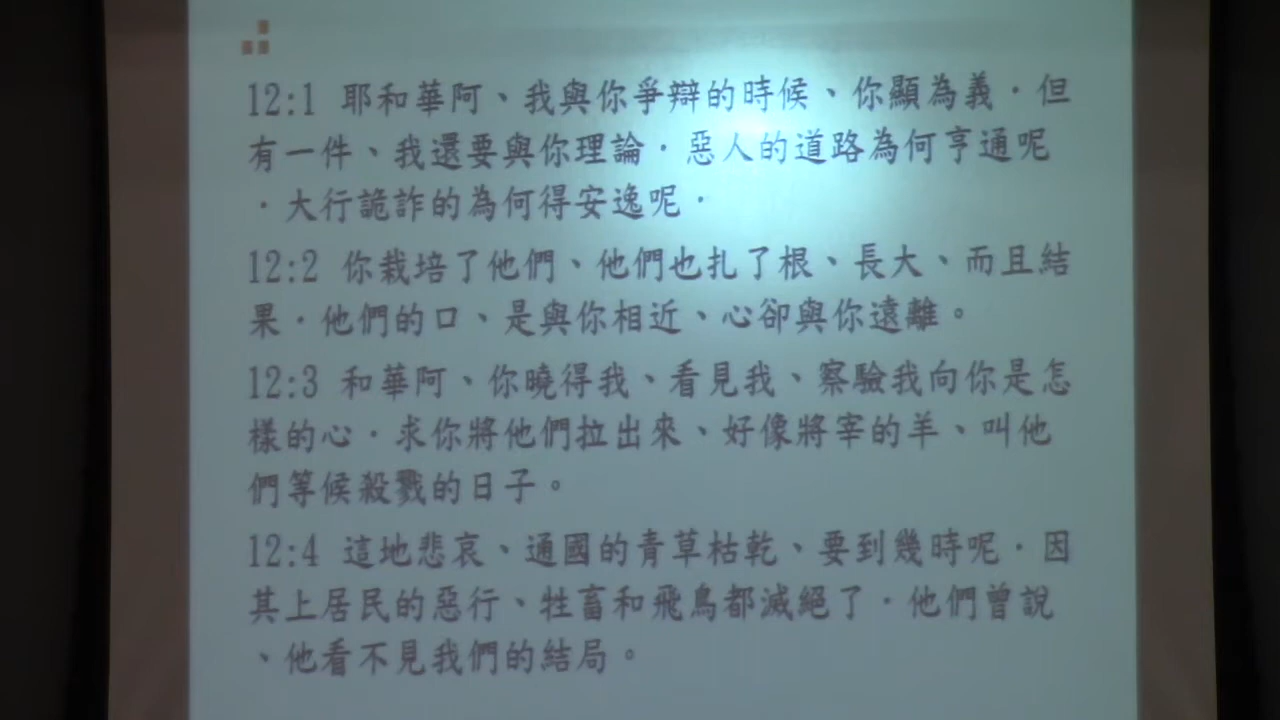 12:1 耶和華阿、我與你爭辯的時候、你顯為義．但
有一件、我還要與你理論．惡人的道路為何亨通呢
．大行詭詐的為何得安逸呢．
12:2 你栽培了他們、他們也扎了根、長大、而且結
果．他們的口、是與你相近、心卻與你遠離。
12:3 和華阿、你曉得我、看見我、察驗我向你是怎
樣的心．求你將他們拉出來、好像將宰的羊、叫他
們等候殺戮的日子。
12:4 這地悲哀、通國的青草枯乾、要到幾時呢．因
其上居民的惡行、牲畜和飛鳥都滅絕了．他們曾說
、他看不見我們的結局。